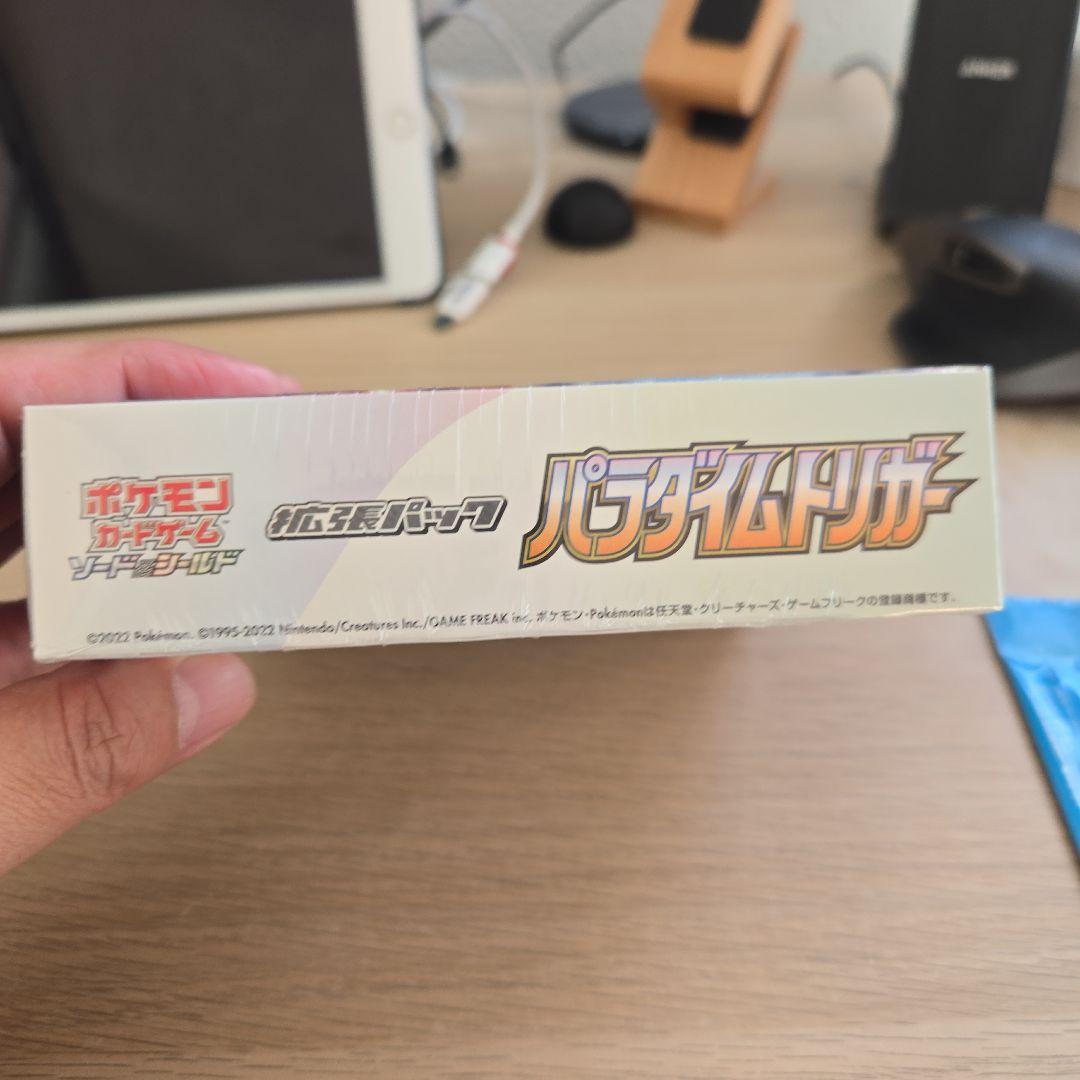 ポケモン
カードゲーム™
ソード&シールド
拡張パック
パラダイムトリガー
©2022 Pokémon. ©1995-2022 Nintendo/Creatures Inc./GAME FREAK inc. ポケモン・Pokémonは任天堂・クリーチャーズ・ゲームフリークの登録商標です。
ANKER